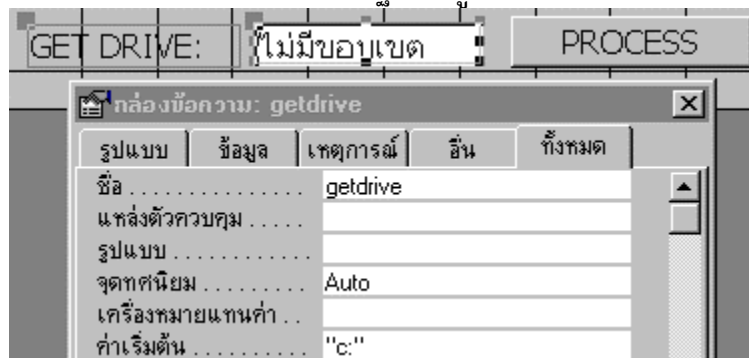 GET DRIVE: ไม่มีขอบเขต PROCESS
กล่องข้อความ: getdrive
รูปแบบ ข้อมูล เหตุการณ์ อื่น ทั้งหมด
ชื่อ . . . . . . . . . . . . . . . getdrive
แหล่งตัวควบคุม . . . . .
รูปแบบ . . . . . . . . . . . .
จุดทศนิยม . . . . . . . . . Auto
เครื่องหมายแทนค่า . .
ค่าเริ่มต้น . . . . . . . . . . "c:"